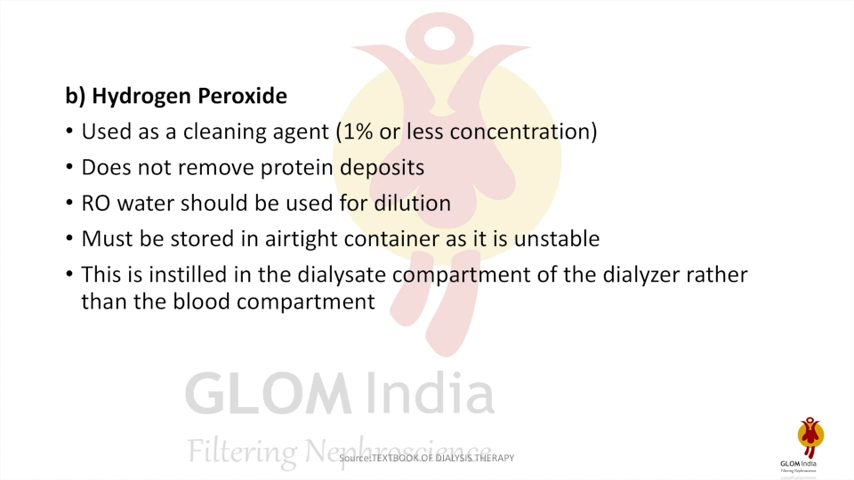 b) Hydrogen Peroxide
• Used as a cleaning agent (1% or less concentration)
• Does not remove protein deposits
• RO water should be used for dilution
• Must be stored in airtight container as it is unstable
• This is instilled in the dialysate compartment of the dialyzer rather
than the blood compartment
GLOM India
Filtering Nephroscience
Source:TEXTBOOK OF DIALYSIS THERAPY
GLOM India
Filtering Nephroscience